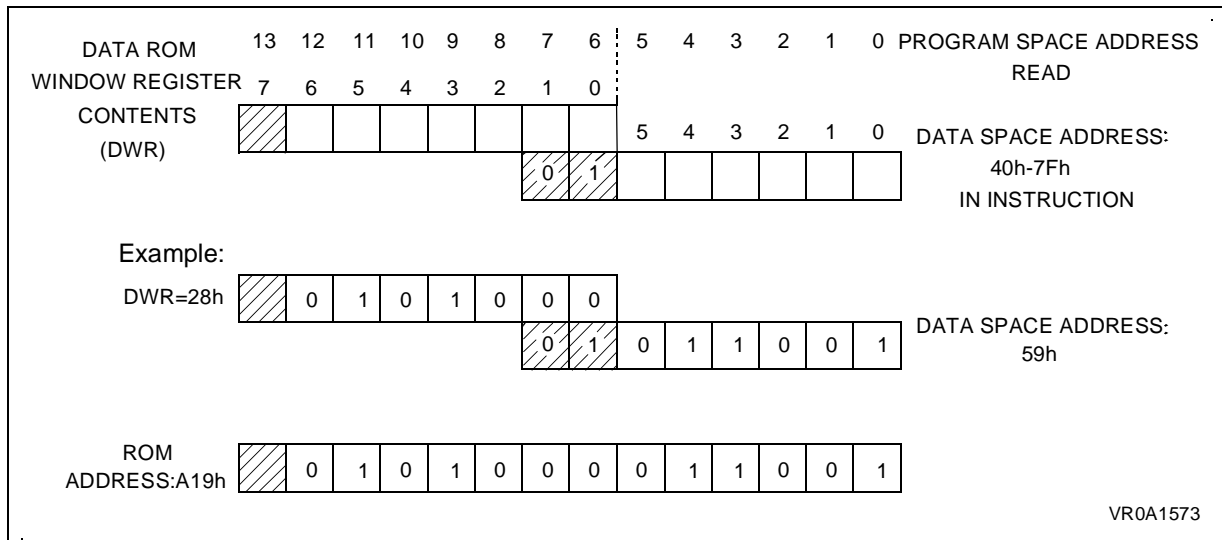 13 12 11 10 9 8 7 6 5 4 3 2 1 0 PROGRAM SPACE ADDRESS
READ
DATA ROM
WINDOW REGISTER
CONTENTS
(DWR)
7 6 5 4 3 2 1 0
5 4 3 2 1 0
DATA SPACE ADDRESS:
40h-7Fh
IN INSTRUCTION
0 1
Example:
DWR=28h
0 1 0 1 0 0 0
0 1 0 1 1 0 0 1
DATA SPACE ADDRESS:
59h
ROM
ADDRESS:A19h
0 1 0 1 0 0 0 0 1 1 0 0 1
VR0A1573